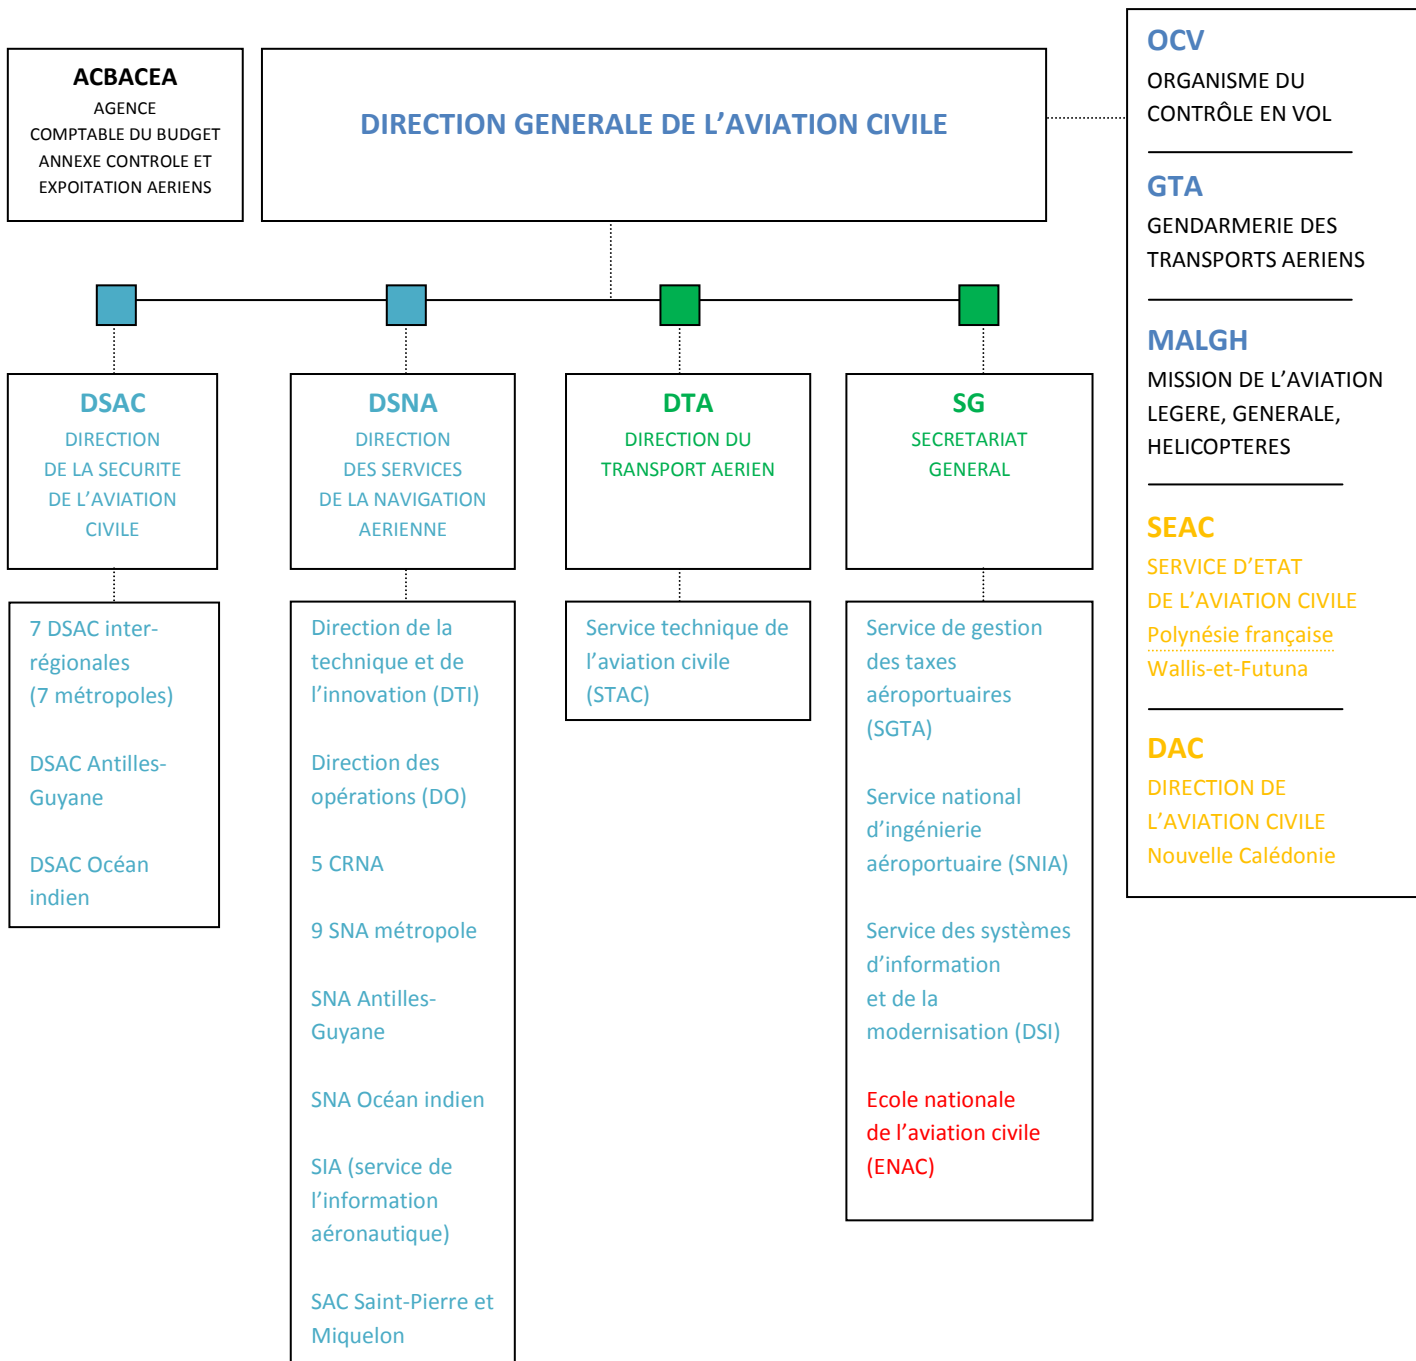 ACBACEA
AGENCE
COMPTABLE DU BUDGET
ANNEXE CONTROLE ET
EXPOITATION AERIENS
DIRECTION GENERALE DE L’AVIATION CIVILE
OCV
ORGANISME DU
CONTRÔLE EN VOL
GTA
GENDARMERIE DES
TRANSPORTS AERIENS
MALGH
MISSION DE L’AVIATION
LEGERE, GENERALE,
HELICOPTERES
SEAC
SERVICE D’ETAT
DE L’AVIATION CIVILE
Polynésie française
Wallis-et-Futuna
DAC
DIRECTION DE
L’AVIATION CIVILE
Nouvelle Calédonie
DSAC
DIRECTION
DE LA SECURITE
DE L’AVIATION
CIVILE
7 DSAC inter-
régionales
(7 métropoles)
DSAC Antilles-
Guyane
DSAC Océan
indien
DSNA
DIRECTION
DES SERVICES
DE LA NAVIGATION
AERIENNE
Direction de la
technique et de
l’innovation (DTI)
Direction des
opérations (DO)
5 CRNA
9 SNA métropole
SNA Antilles-
Guyane
SNA Océan indien
SIA (service de
l’information
aéronautique)
SAC Saint-Pierre et
Miquelon
DTA
DIRECTION DU
TRANSPORT AERIEN
Service technique de
l’aviation civile
(STAC)
SG
SECRETARIAT
GENERAL
Service de gestion
des taxes
aéroportuaires
(SGTA)
Service national
d’ingénierie
aéroportuaire (SNIA)
Service des systèmes
d’information
et de la
modernisation (DSI)
Ecole nationale
de l’aviation civile
(ENAC)